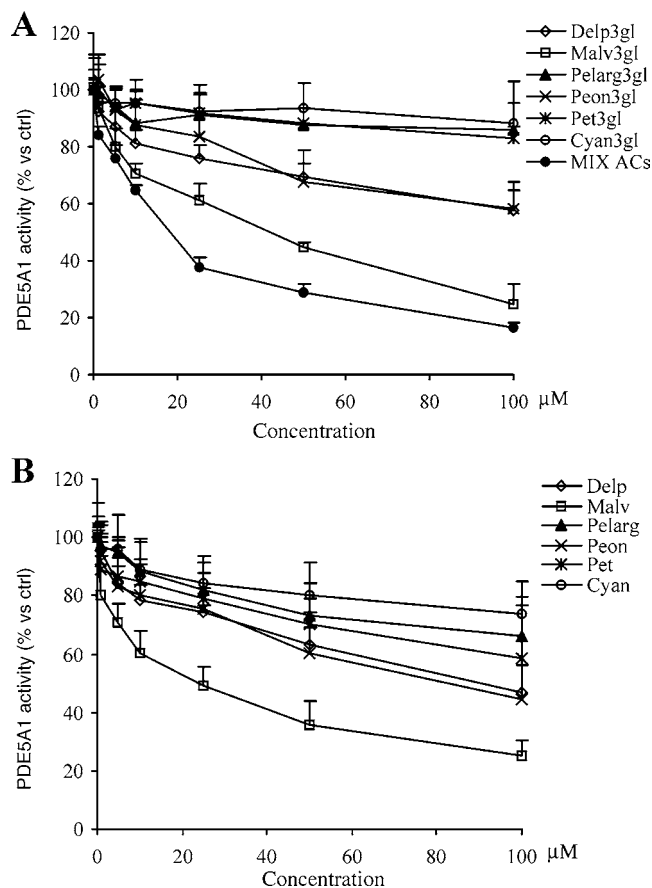 A
PDE5A1 activity (% vs ctrl)
120
100
80
60
40
20
0
0 20 40 60 80 100 µM
Concentration
Delp3gl
Malv3gl
Pelarg3gl
Peon3gl
Pet3gl
Cyan3gl
MIX ACs
B
PDE5A1 activity (% vs ctrl)
120
100
80
60
40
20
0
0 20 40 60 80 100 µM
Concentration
Delp
Malv
Pelarg
Peon
Pet
Cyan